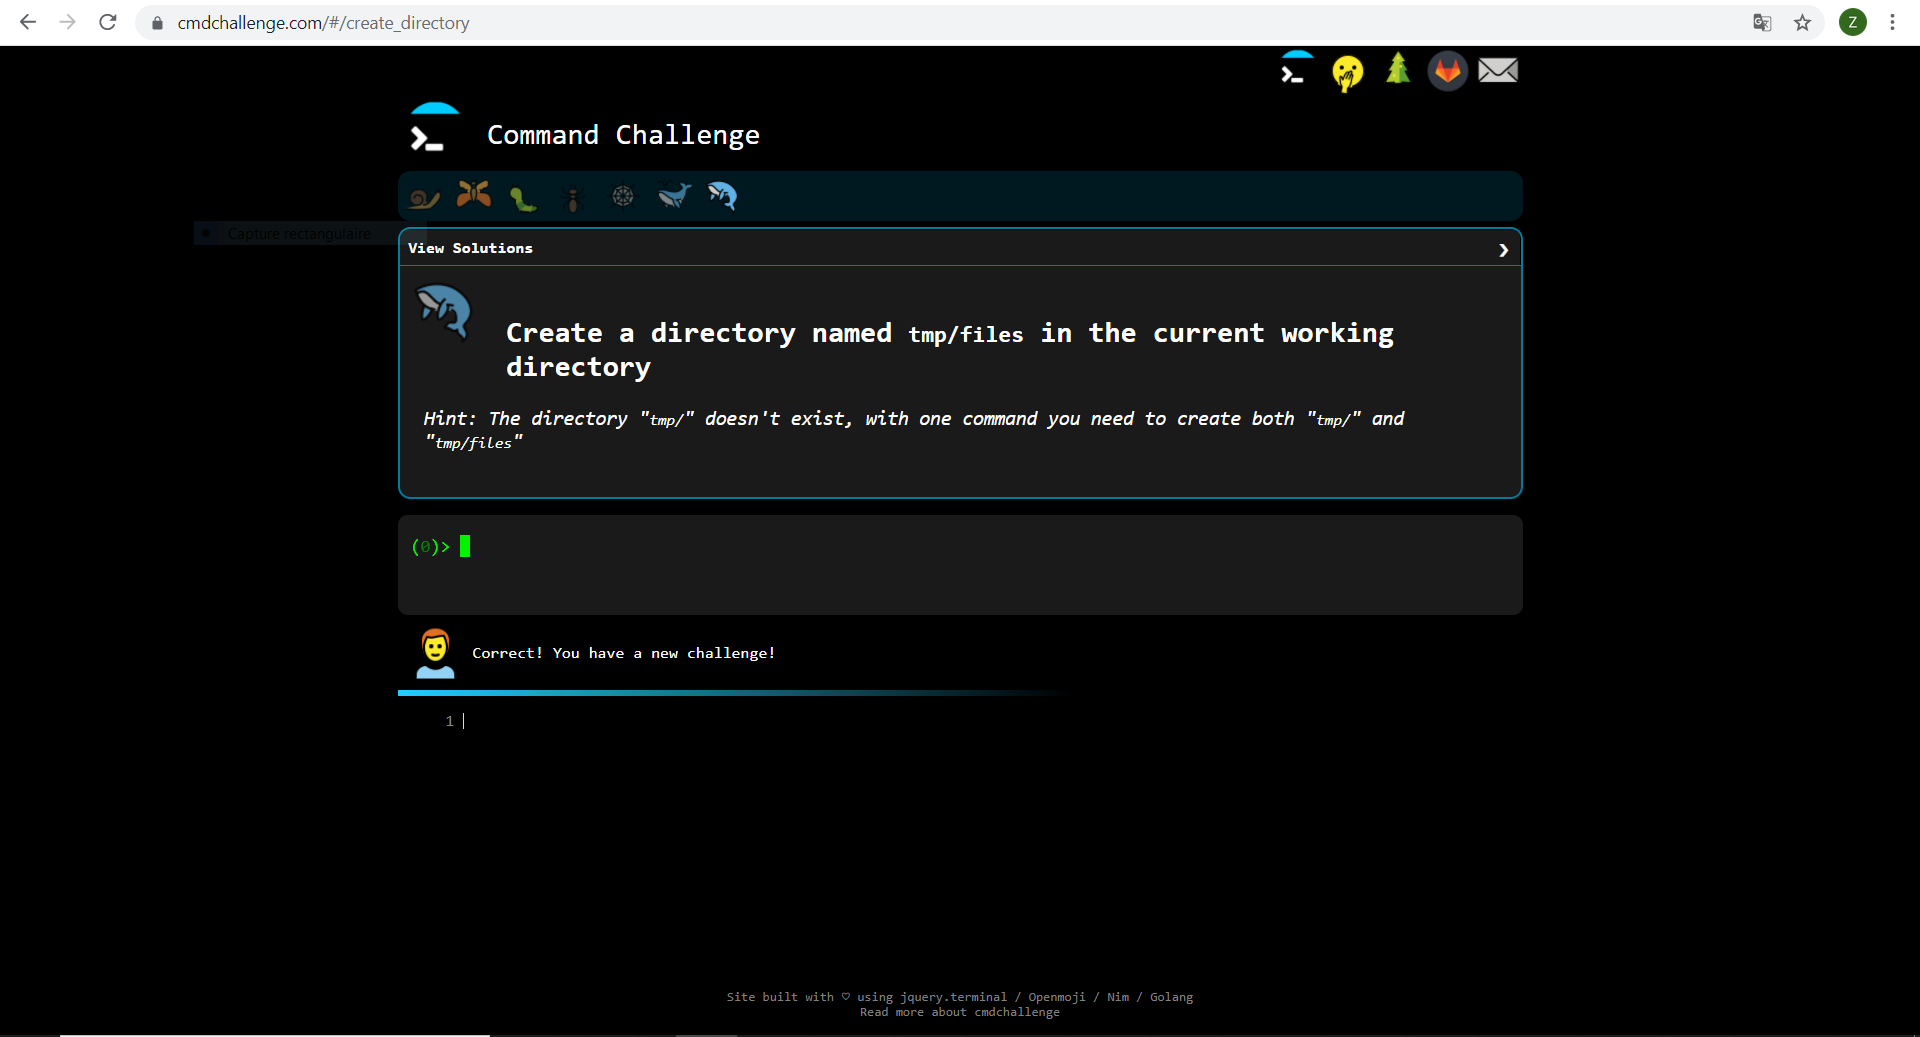 cmdchallenge.com/#/create_directory
Z
Command Challenge
Capture rectangulaire
View Solutions
Create a directory named tmp/files in the current working
directory
Hint: The directory "tmp/" doesn't exist, with one command you need to create both "tmp/" and
"tmp/files"
(0)>
Correct! You have a new challenge!
1
Site built with ♡ using jquery.terminal / Openmoji / Nim / Golang
Read more about cmdchallenge